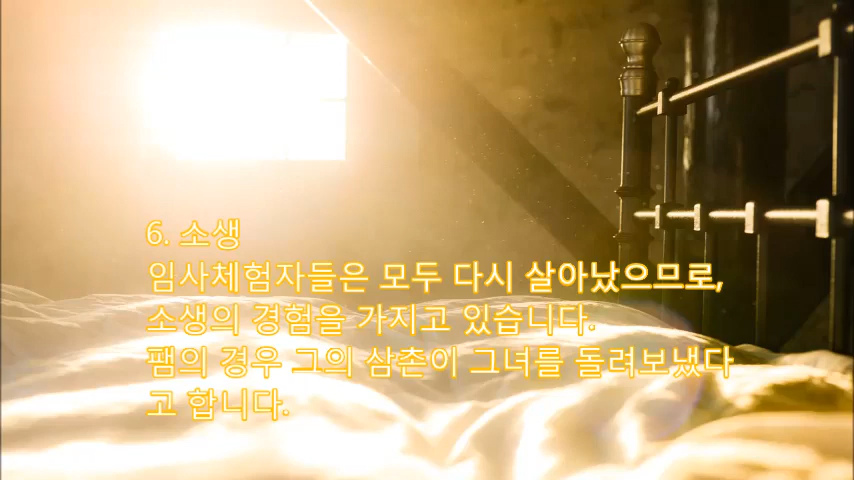 6. 소생
임사체험자들은 모두 다시 살아났으므로,
소생의 경험을 가지고 있습니다.
팸의 경우 그의 삼촌이 그녀를 돌려보냈다
고 합니다.